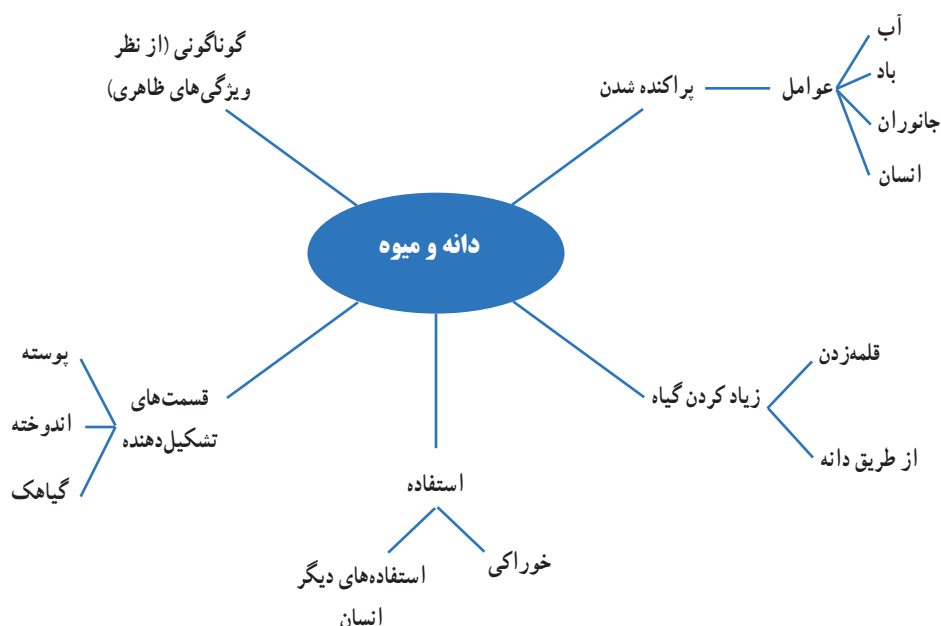 دانه و میوه
پراکنده شدن
عوامل
آب
باد
جانوران
انسان
گوناگونی (از نظر
ویژگی‌های ظاهری)
قسمت‌های
تشکیل‌دهنده
پوسته
اندوخته
گیاهک
استفاده
خوراکی
استفاده‌های دیگر
انسان
زیاد کردن گیاه
قلمه‌زدن
از طریق دانه